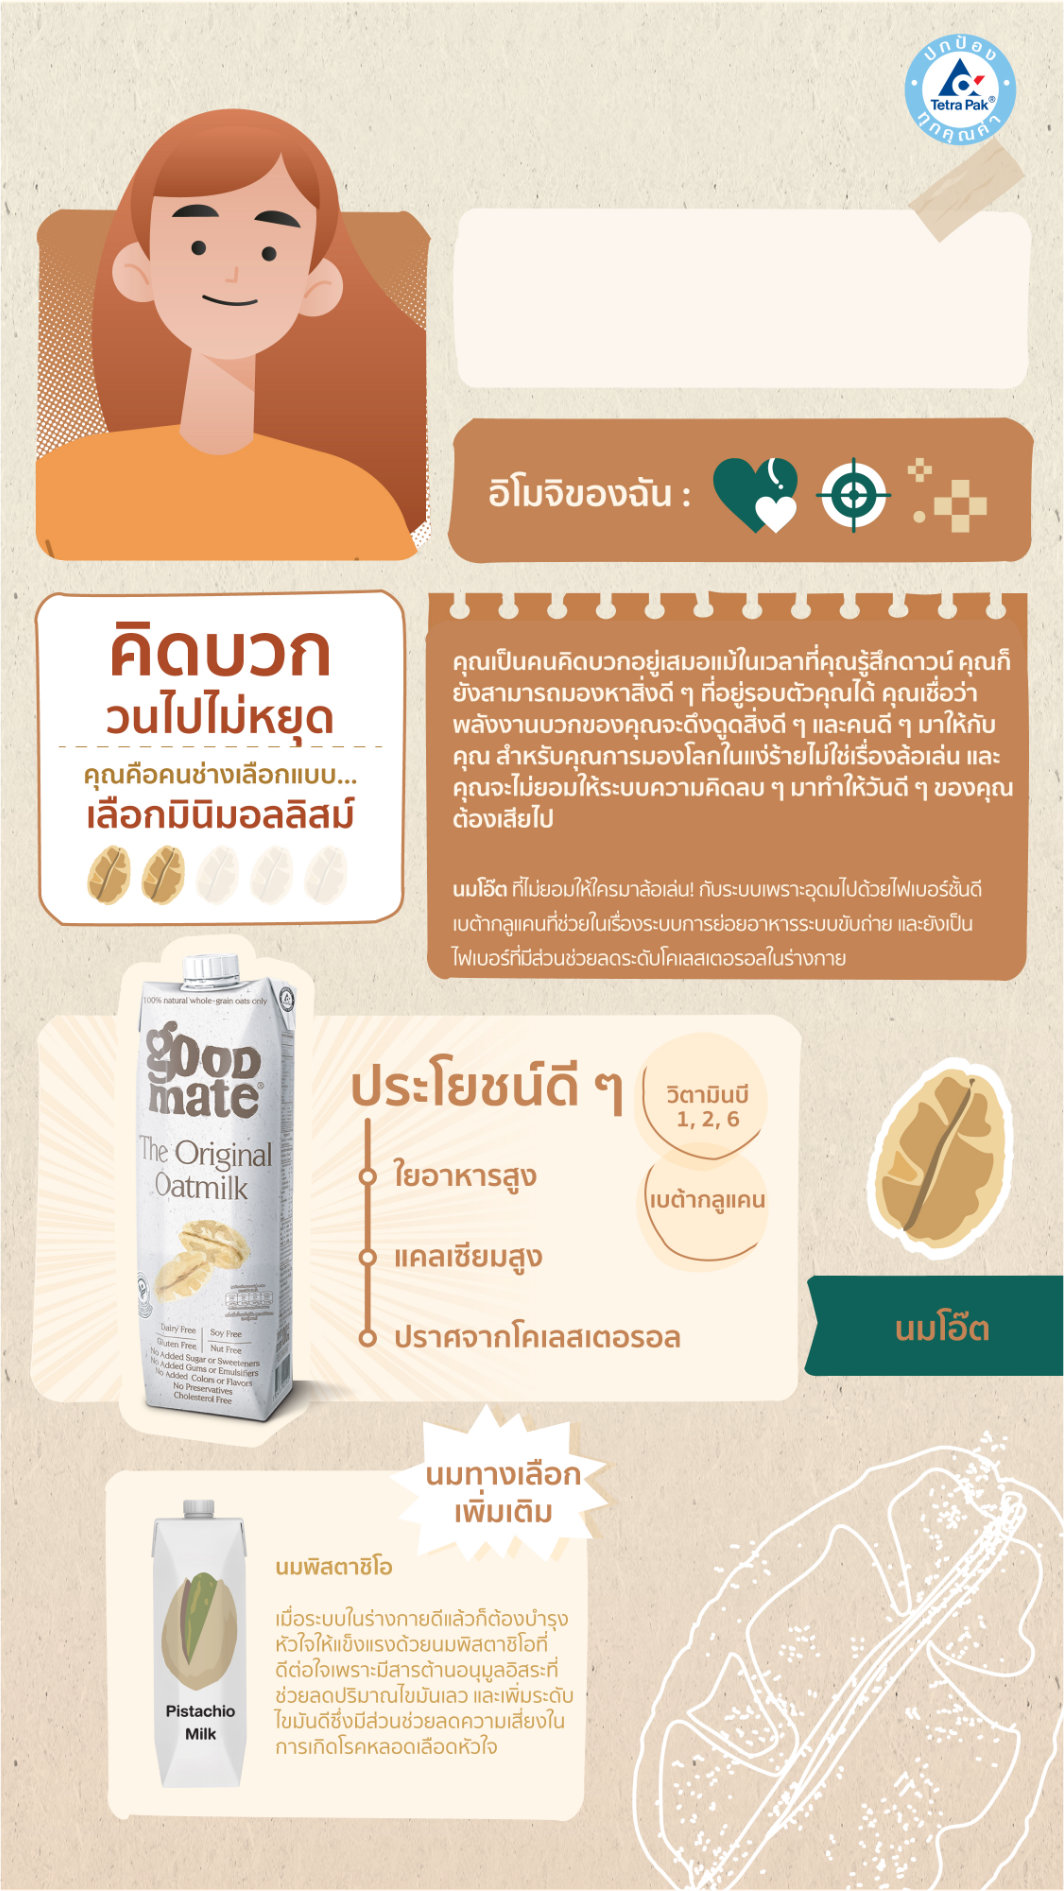 ปกป้อง
Tetra Pak®
ทุกคุณค่า
อิโมจิของฉัน :
คิดบวก
วนไปไม่หยุด
คุณคือคนช่างเลือกแบบ...
เลือกมินิมอลลิสม์
คุณเป็นคนคิดบวกอยู่เสมอแม้ในเวลาที่คุณรู้สึกดาวน์ คุณก็
ยังสามารถมองหาสิ่งดี ๆ ที่อยู่รอบตัวคุณได้ คุณเชื่อว่า
พลังงานบวกของคุณจะดึงดูดสิ่งดี ๆ และคนดี ๆ มาให้กับ
คุณ สำหรับคุณการมองโลกในแง่ร้ายไม่ใช่เรื่องล้อเล่น และ
คุณจะไม่ยอมให้ระบบความคิดลบ ๆ มาทำให้วันดี ๆ ของคุณ
ต้องเสียไป
นมโอ๊ต ที่ไม่ยอมให้ใครมาล้อเล่น! กับระบบเพราะอุดมไปด้วยไฟเบอร์ชั้นดี
เบต้ากลูแคนที่ช่วยในเรื่องระบบการย่อยอาหารระบบขับถ่าย และยังเป็น
ไฟเบอร์ที่มีส่วนช่วยลดระดับโคเลสเตอรอลในร่างกาย
100% natural whole-grain oats only
good
mate®
The Original
Oatmilk
Dairy Free
Soy Free
Gluten Free
Nut Free
No Added Sugar or Sweeteners
No Added Gums or Emulsifiers
No Added Colors or Flavors
No Preservatives
Cholesterol Free
ประโยชน์ดี ๆ
วิตามินบี
1, 2, 6
ใยอาหารสูง
เบต้ากลูแคน
แคลเซียมสูง
ปราศจากโคเลสเตอรอล
นมโอ๊ต
นมทางเลือก
เพิ่มเติม
นมพิสตาชิโอ
เมื่อระบบในร่างกายดีแล้วก็ต้องบำรุง
หัวใจให้แข็งแรงด้วยนมพิสตาชิโอที่
ดีต่อใจเพราะมีสารต้านอนุมูลอิสระที่
ช่วยลดปริมาณไขมันเลว และเพิ่มระดับ
ไขมันดีซึ่งมีส่วนช่วยลดความเสี่ยงใน
การเกิดโรคหลอดเลือดหัวใจ
Pistachio
Milk